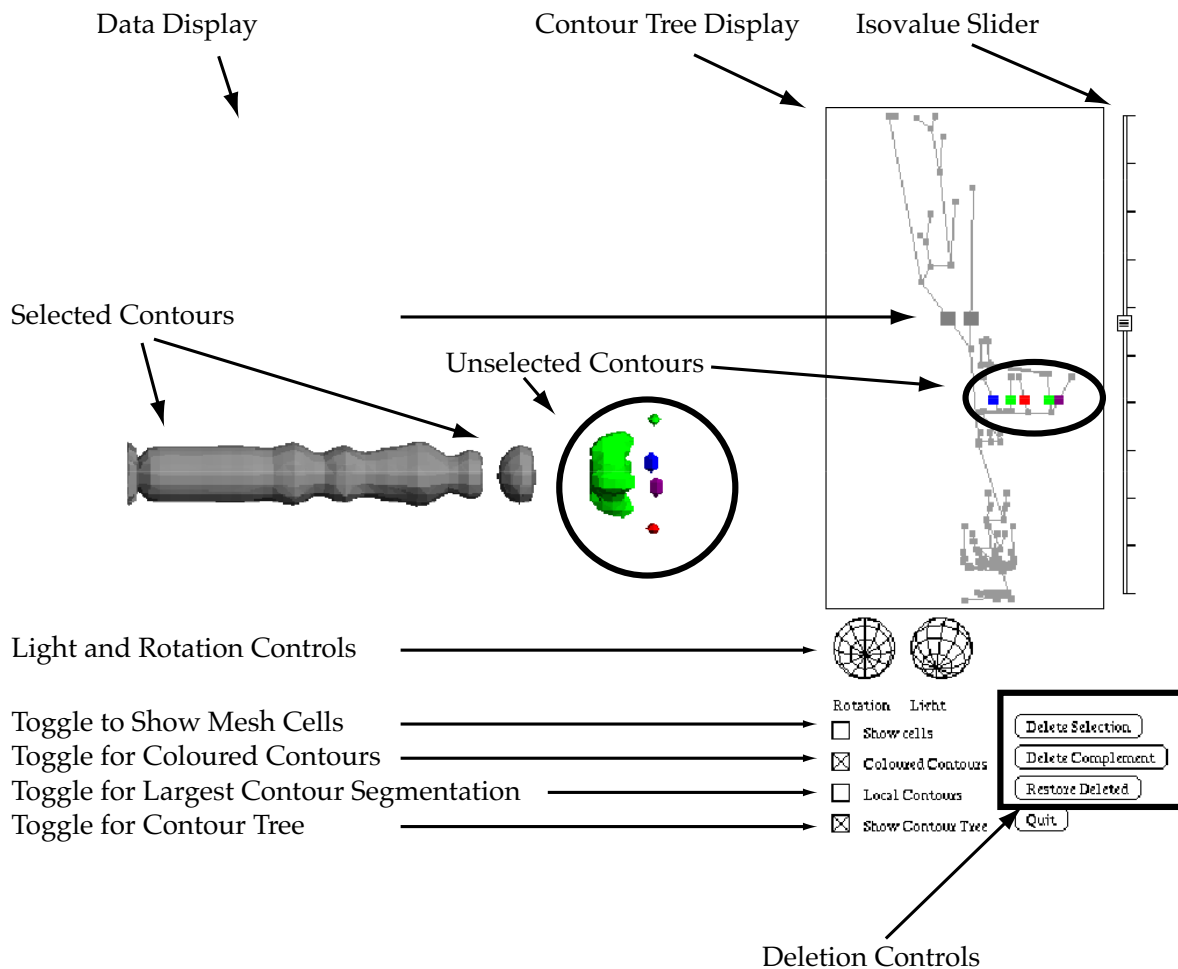 Data Display
Contour Tree Display
Isovalue Slider
Selected Contours
Unselected Contours
Light and Rotation Controls
Rotation
Light
Toggle to Show Mesh Cells
Show cells
Delete Selection
Toggle for Coloured Contours
Coloured Contours
Delete Complement
Toggle for Largest Contour Segmentation
Local Contours
Restore Deleted
Toggle for Contour Tree
Show Contour Tree
Quit
Deletion Controls